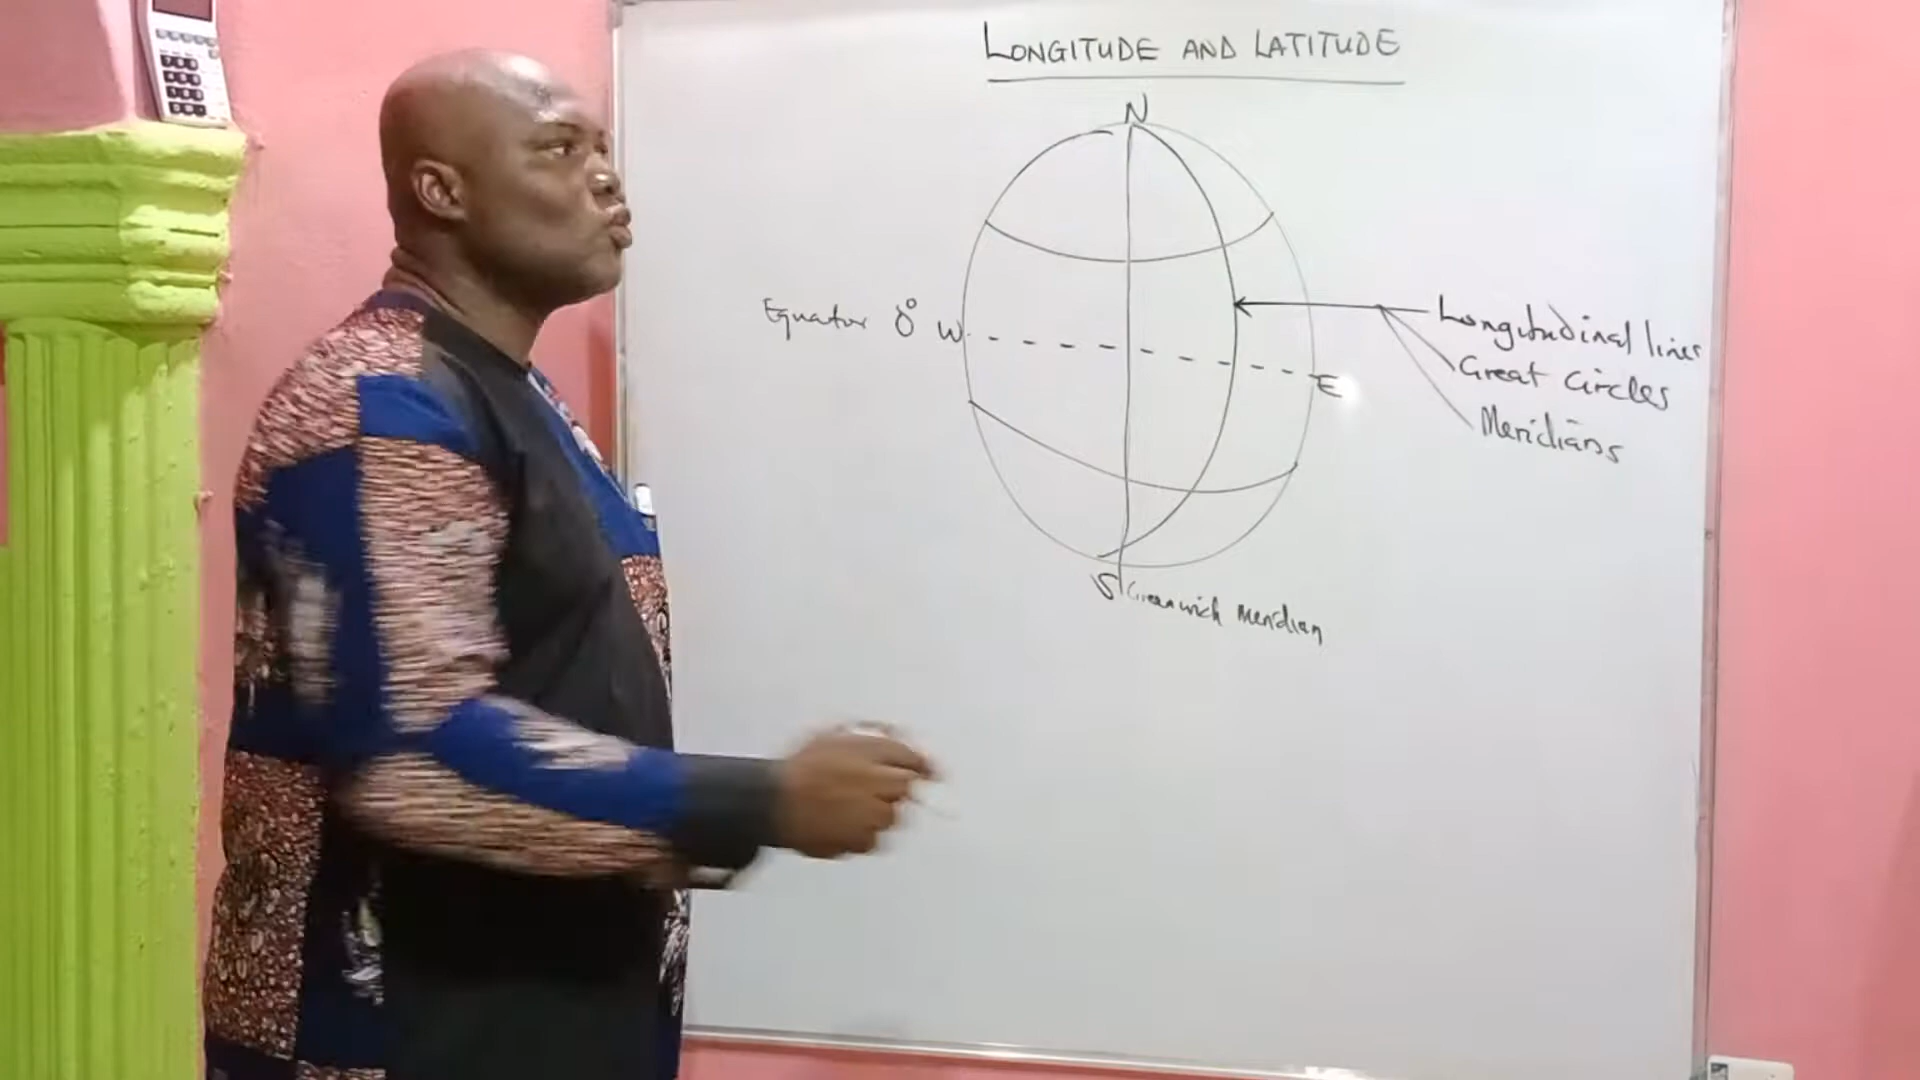 LONGITUDE AND LATITUDE
N
Equator 0° W
E
Longitudinal lines
Great Circles
Meridians
S
Greenwich Meridian